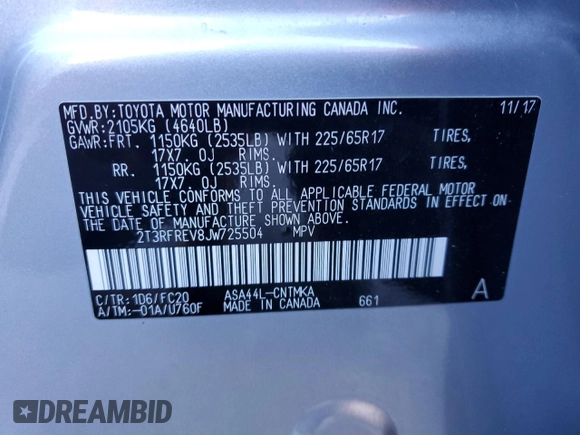 MFD.BY:TOYOTA MOTOR MANUFACTURING CANADA INC. 11/17
GVWR:2105KG (4640LB)
GAWR:FRT. 1150KG (2535LB) WITH 225/65R17 TIRES,
17X7.0J RIMS.
RR. 1150KG (2535LB) WITH 225/65R17 TIRES,
17X7.0J RIMS.
THIS VEHICLE CONFORMS TO ALL APPLICABLE FEDERAL MOTOR
VEHICLE SAFETY AND THEFT PREVENTION STANDARDS IN EFFECT ON
THE DATE OF MANUFACTURE SHOWN ABOVE.
2T3RFREV8JW725504 MPV
C/TR:1D6/FC20 ASA44L-CNTMKA A
A/TM:-01A/U760F MADE IN CANADA 661
DREAMBID